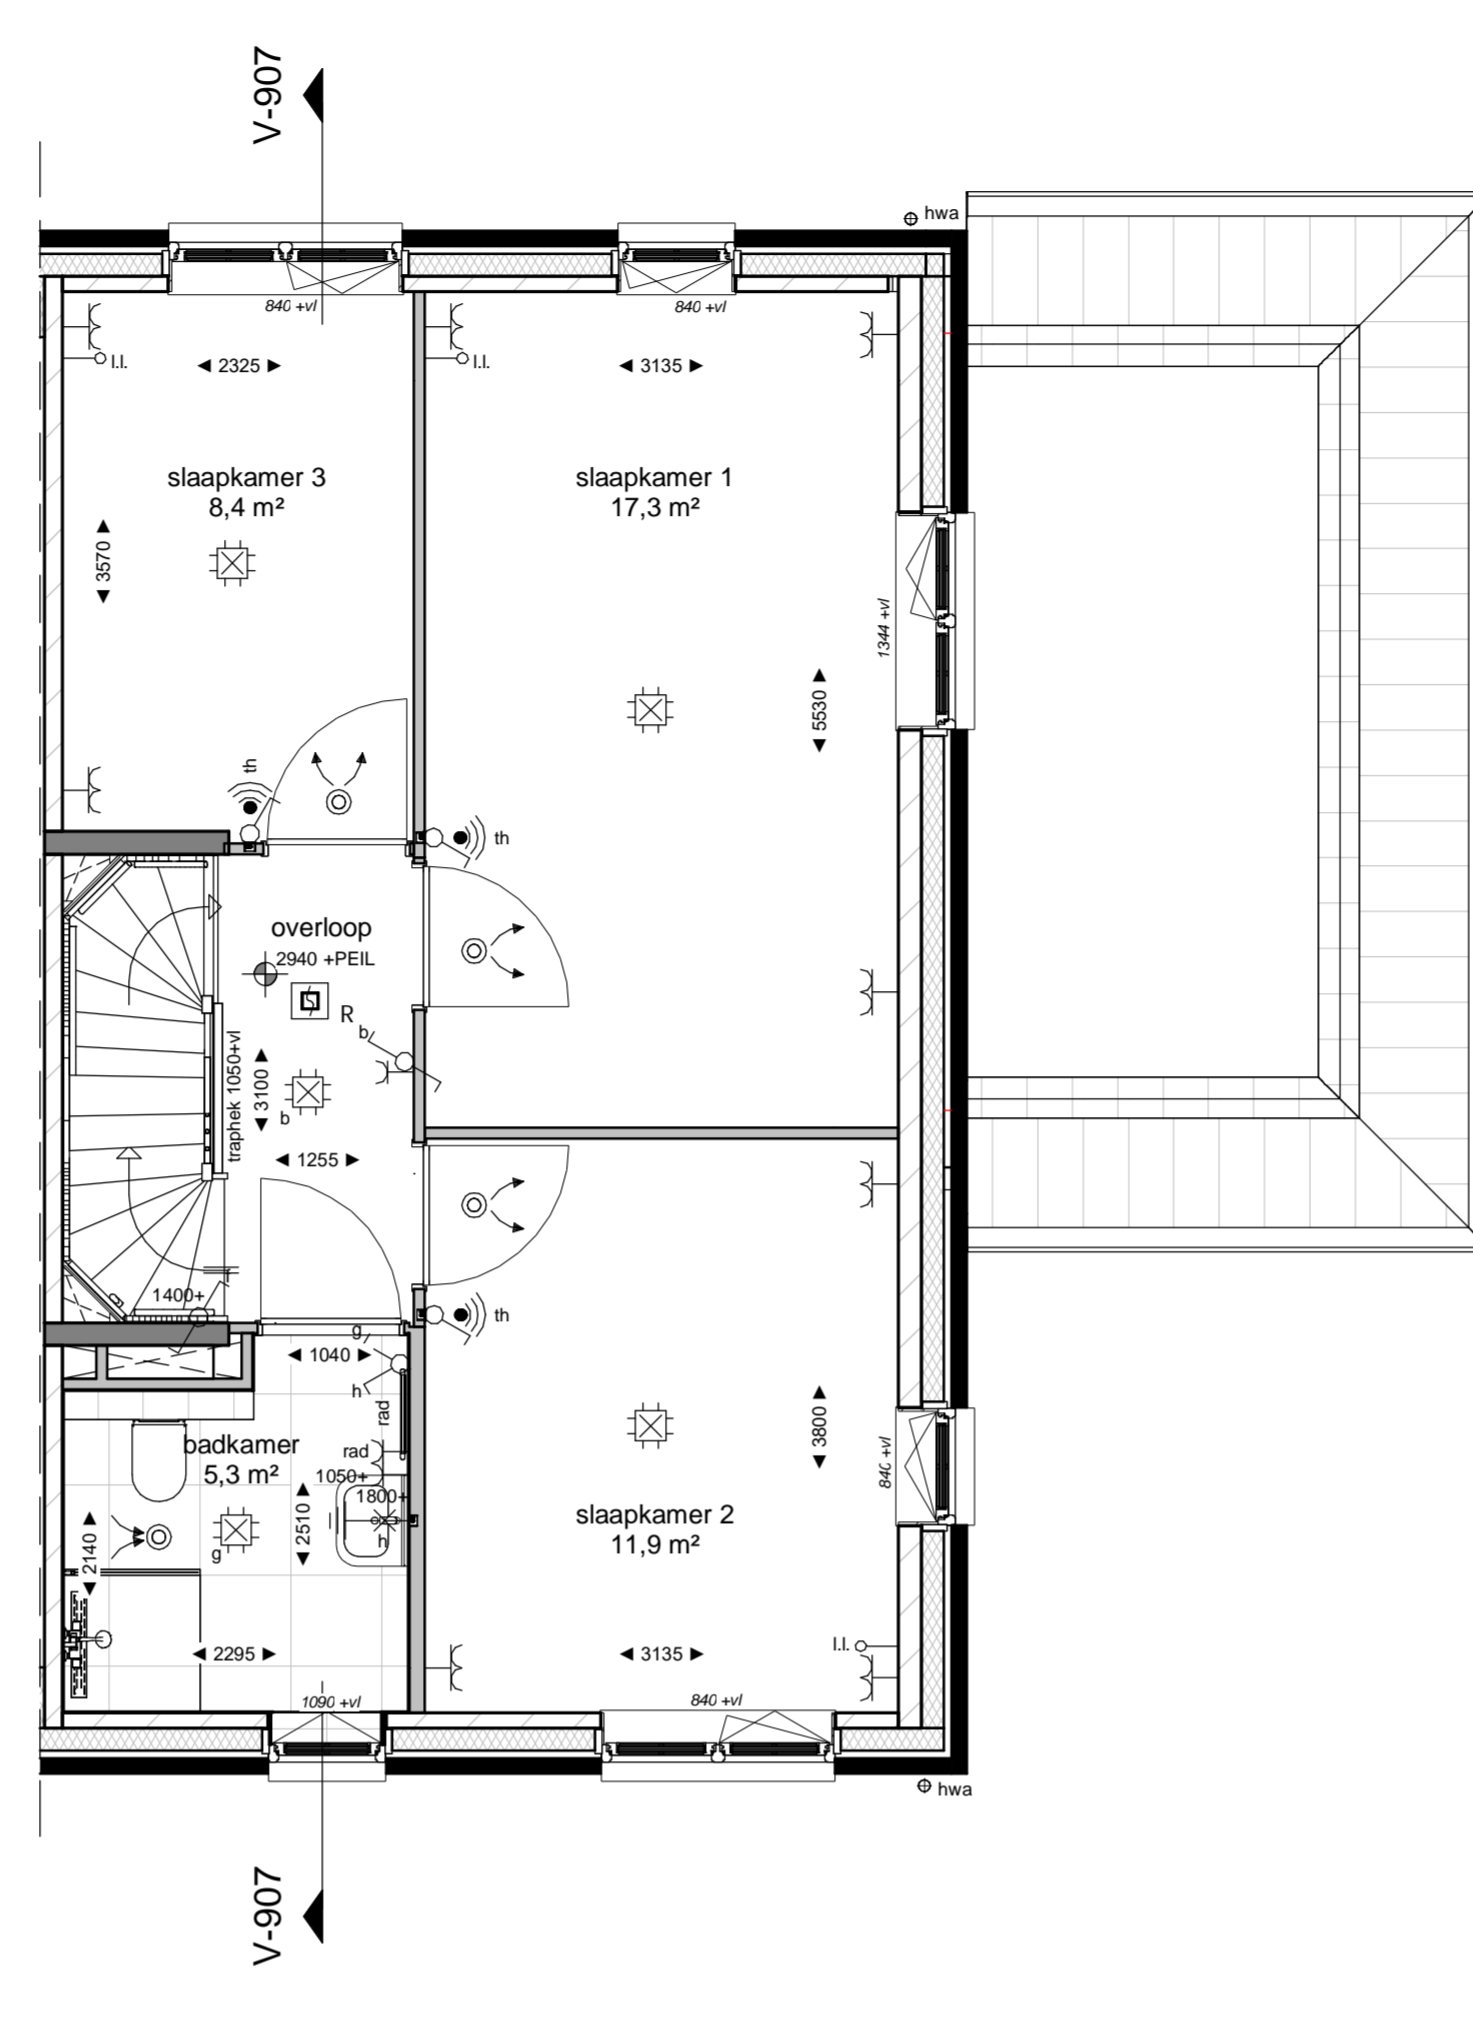 V-907
hwa
840 +vl
840 +vl
l.l.
2325
l.l.
3135
slaapkamer 3
8,4 m²
slaapkamer 1
17,3 m²
3570
1344 +vl
5530
th
th
overloop
2940 +PEIL
R
b
traphek 1050+vl
3100
b
1255
1400+
th
g
1040
h
rad
3800
840 +vl
badkamer
5,3 m²
rad
1050+
1800+
2510
h
g
2140
slaapkamer 2
11,9 m²
l.l.
2295
3135
1090 +vl
840 +vl
hwa
V-907